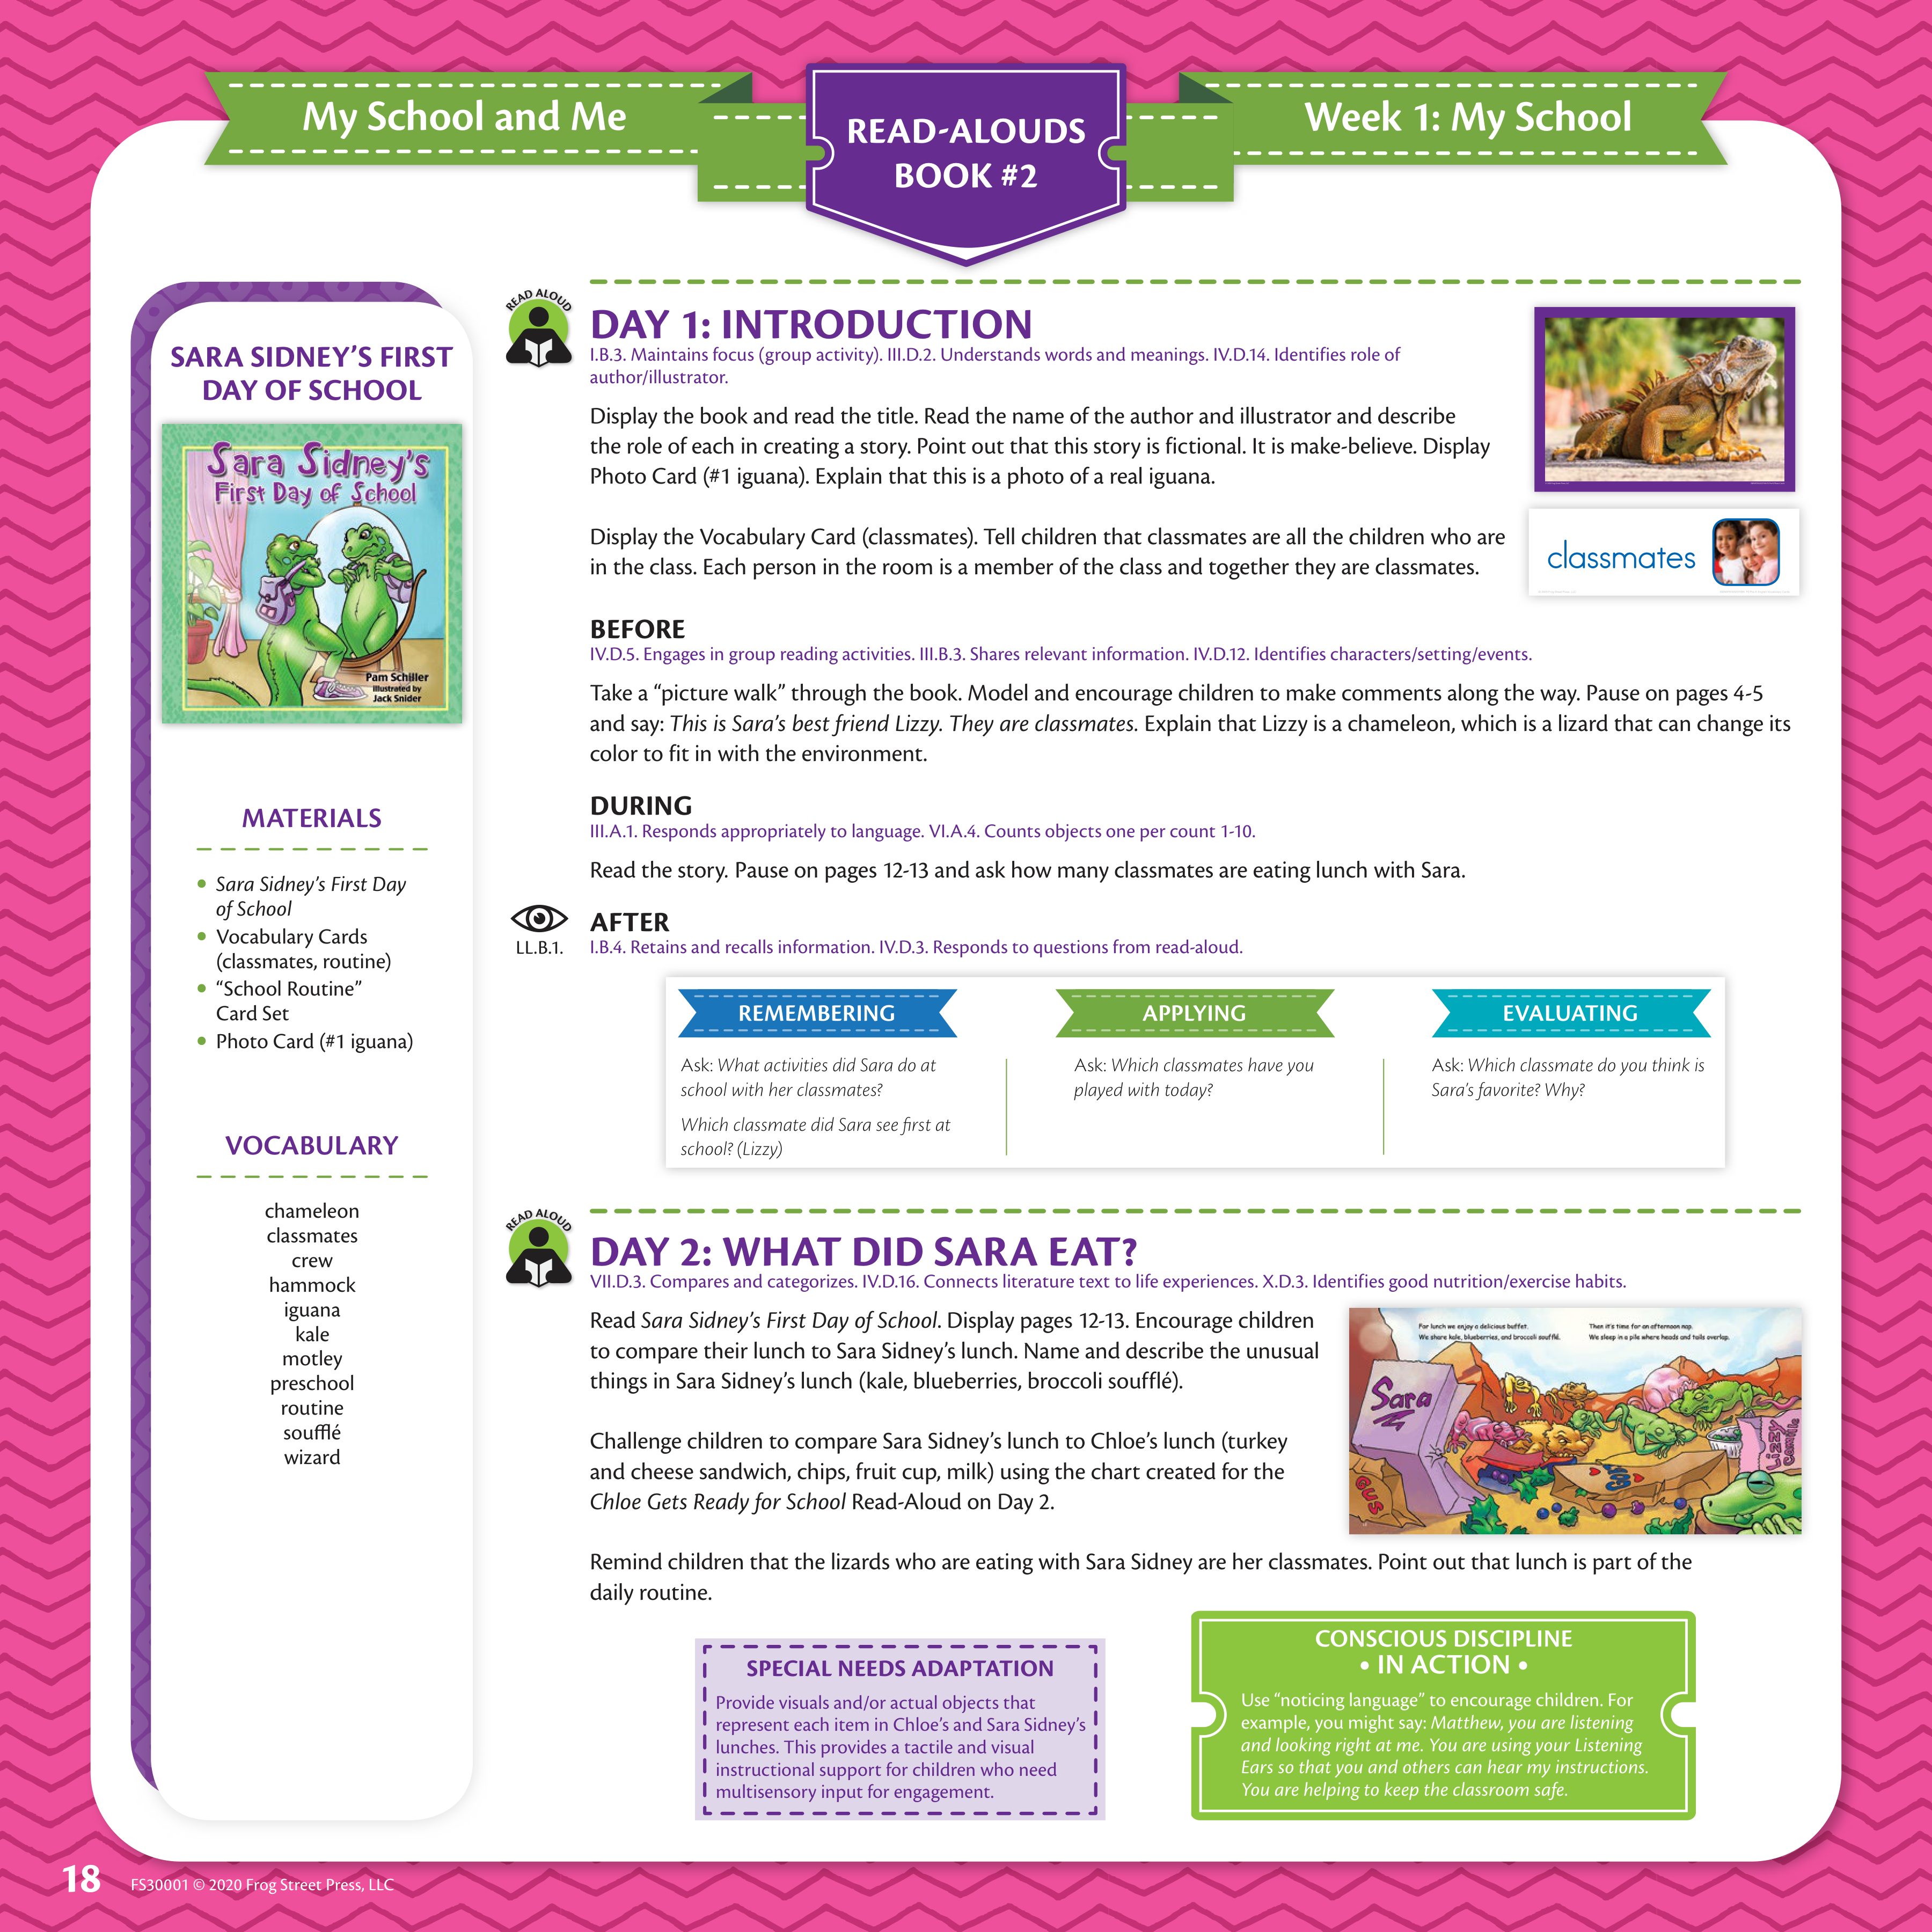 My School and Me
READ-ALOUDS
BOOK #2
Week 1: My School
SARA SIDNEY’S FIRST
DAY OF SCHOOL
Sara Sidney's
First Day of School
Pam Schiller
Illustrated by
Jack Snider
MATERIALS
• Sara Sidney’s First Day
of School
• Vocabulary Cards
(classmates, routine)
• “School Routine”
Card Set
• Photo Card (#1 iguana)
VOCABULARY
chameleon
classmates
crew
hammock
iguana
kale
motley
preschool
routine
soufflé
wizard
READ ALOUD
DAY 1: INTRODUCTION
I.B.3. Maintains focus (group activity). III.D.2. Understands words and meanings. IV.D.14. Identifies role of
author/illustrator.
Display the book and read the title. Read the name of the author and illustrator and describe
the role of each in creating a story. Point out that this story is fictional. It is make-believe. Display
Photo Card (#1 iguana). Explain that this is a photo of a real iguana.
Display the Vocabulary Card (classmates). Tell children that classmates are all the children who are
in the class. Each person in the room is a member of the class and together they are classmates.
classmates
BEFORE
IV.D.5. Engages in group reading activities. III.B.3. Shares relevant information. IV.D.12. Identifies characters/setting/events.
Take a “picture walk” through the book. Model and encourage children to make comments along the way. Pause on pages 4-5
and say: This is Sara’s best friend Lizzy. They are classmates. Explain that Lizzy is a chameleon, which is a lizard that can change its
color to fit in with the environment.
DURING
III.A.1. Responds appropriately to language. VI.A.4. Counts objects one per count 1-10.
Read the story. Pause on pages 12-13 and ask how many classmates are eating lunch with Sara.
LL.B.1.
AFTER
I.B.4. Retains and recalls information. IV.D.3. Responds to questions from read-aloud.
REMEMBERING
Ask: What activities did Sara do at
school with her classmates?
Which classmate did Sara see first at
school? (Lizzy)
APPLYING
Ask: Which classmates have you
played with today?
EVALUATING
Ask: Which classmate do you think is
Sara’s favorite? Why?
READ ALOUD
DAY 2: WHAT DID SARA EAT?
VII.D.3. Compares and categorizes. IV.D.16. Connects literature text to life experiences. X.D.3. Identifies good nutrition/exercise habits.
Read Sara Sidney’s First Day of School. Display pages 12-13. Encourage children
to compare their lunch to Sara Sidney’s lunch. Name and describe the unusual
things in Sara Sidney’s lunch (kale, blueberries, broccoli soufflé).
Challenge children to compare Sara Sidney’s lunch to Chloe’s lunch (turkey
and cheese sandwich, chips, fruit cup, milk) using the chart created for the
Chloe Gets Ready for School Read-Aloud on Day 2.
For lunch we enjoy a delicious buffet.
We share kale, blueberries, and broccoli soufflé.
Then it's time for an afternoon nap.
We sleep in a pile where heads and tails overlap.
Sara
GUS
Lizzy
Remind children that the lizards who are eating with Sara Sidney are her classmates. Point out that lunch is part of the
daily routine.
SPECIAL NEEDS ADAPTATION
Provide visuals and/or actual objects that
represent each item in Chloe’s and Sara Sidney’s
lunches. This provides a tactile and visual
instructional support for children who need
multisensory input for engagement.
CONSCIOUS DISCIPLINE
• IN ACTION •
Use “noticing language” to encourage children. For
example, you might say: Matthew, you are listening
and looking right at me. You are using your Listening
Ears so that you and others can hear my instructions.
You are helping to keep the classroom safe.
18
FS30001 © 2020 Frog Street Press, LLC